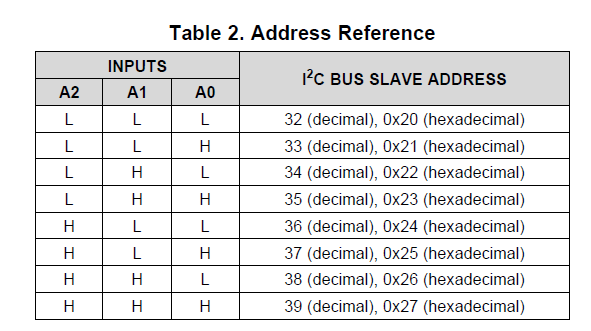 Table 2. Address Reference
INPUTS
I²C BUS SLAVE ADDRESS
A2 A1 A0
L L L 32 (decimal), 0x20 (hexadecimal)
L L H 33 (decimal), 0x21 (hexadecimal)
L H L 34 (decimal), 0x22 (hexadecimal)
L H H 35 (decimal), 0x23 (hexadecimal)
H L L 36 (decimal), 0x24 (hexadecimal)
H L H 37 (decimal), 0x25 (hexadecimal)
H H L 38 (decimal), 0x26 (hexadecimal)
H H H 39 (decimal), 0x27 (hexadecimal)